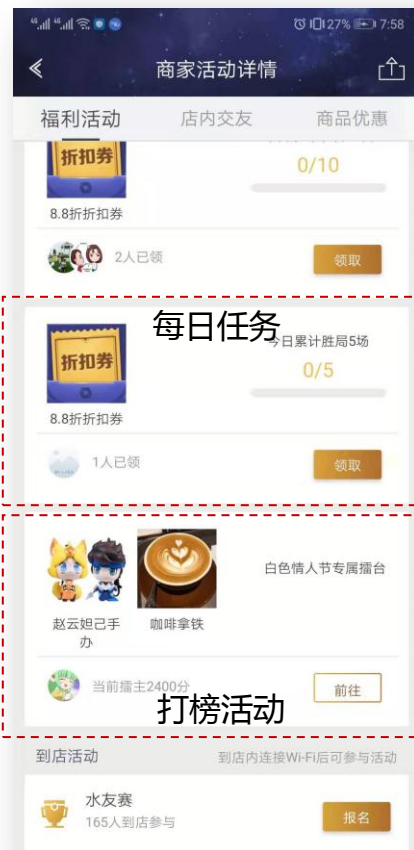 27% 7:58
商家活动详情
福利活动 店内交友 商品优惠
折扣券
0/10
8.8折折扣券
2人已领 领取
每日任务
今日累计胜局5场
折扣券
0/5
8.8折折扣券
1人已领 领取
白色情人节专属擂台
赵云妲己手办 咖啡拿铁
当前擂主2400分 前往
打榜活动
到店活动 到店内连接Wi-Fi后可参与活动
水友赛
165人到店参与 报名